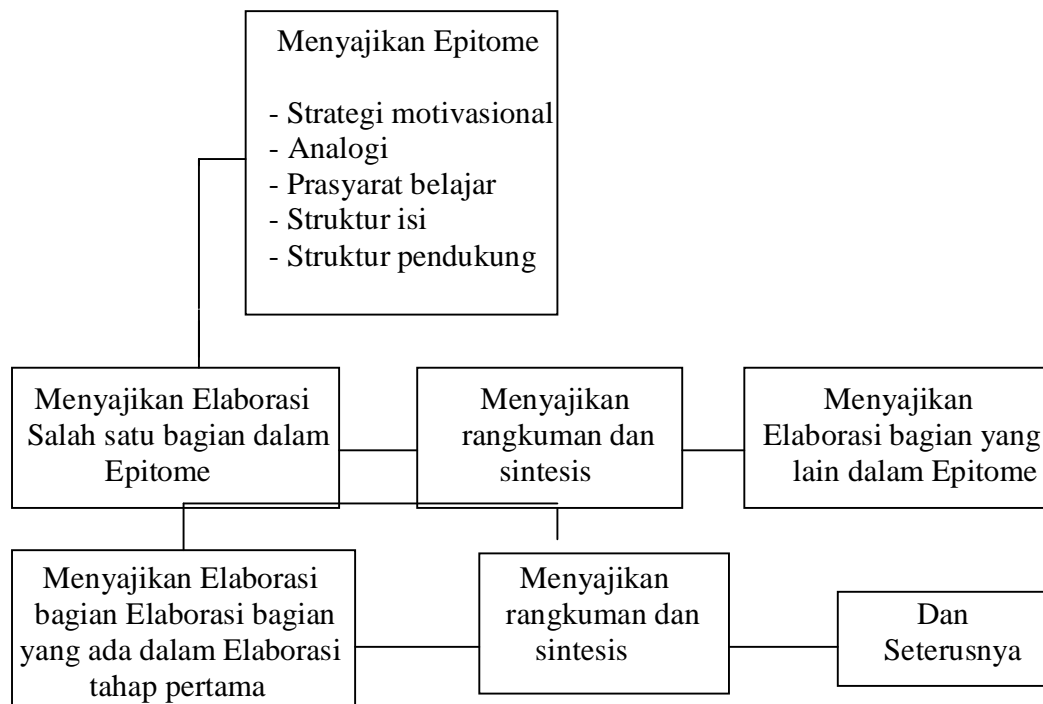 Menyajikan Epitome
- Strategi motivasional
- Analogi
- Prasyarat belajar
- Struktur isi
- Struktur pendukung
Menyajikan Elaborasi
Salah satu bagian dalam
Epitome
Menyajikan
rangkuman dan
sintesis
Menyajikan
Elaborasi bagian yang
lain dalam Epitome
Menyajikan Elaborasi
bagian Elaborasi bagian
yang ada dalam Elaborasi
tahap pertama
Menyajikan
rangkuman dan
sintesis
Dan
Seterusnya